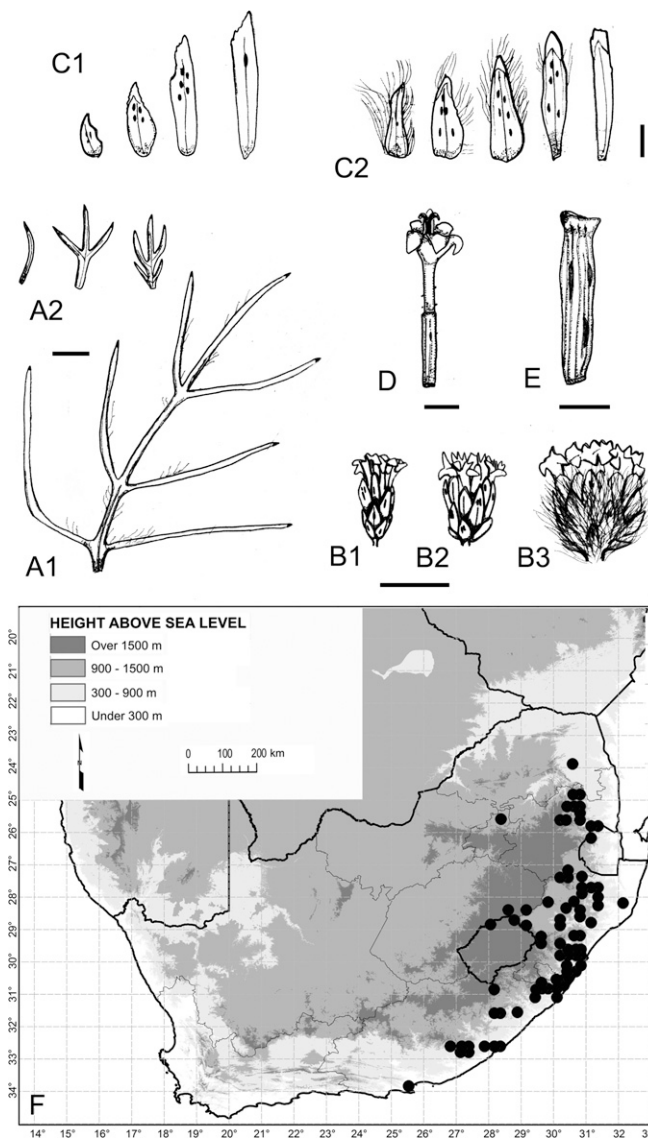 C1
C2
A2
D
E
A1
B1
B2
B3
HEIGHT ABOVE SEA LEVEL
Over 1500 m
900 - 1500 m
300 - 900 m
Under 300 m
0 100 200 km
20°
21°
22°
23°
24°
25°
26°
27°
28°
29°
30°
31°
32°
33°
34°
F
14° 15° 16° 17° 18° 19° 20° 21° 22° 23° 24° 25° 26° 27° 28° 29° 30° 31° 32 33